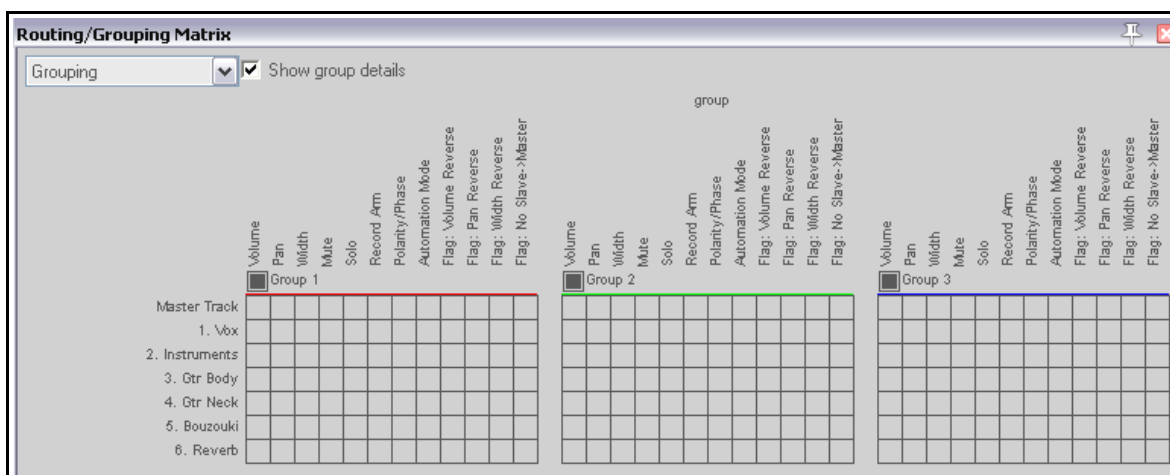 Routing/Grouping Matrix
Grouping
Show group details
group
Volume
Pan
Width
Mute
Solo
Record Arm
Polarity/Phase
Automation Mode
Flag: Volume Reverse
Flag: Pan Reverse
Flag: Width Reverse
Flag: No Slave->Master
Volume
Pan
Width
Mute
Solo
Record Arm
Polarity/Phase
Automation Mode
Flag: Volume Reverse
Flag: Pan Reverse
Flag: Width Reverse
Flag: No Slave->Master
Volume
Pan
Width
Mute
Solo
Record Arm
Polarity/Phase
Automation Mode
Flag: Volume Reverse
Flag: Pan Reverse
Flag: Width Reverse
Flag: No Slave->Master
Group 1
Group 2
Group 3
Master Track
1. Vox
2. Instruments
3. Gtr Body
4. Gtr Neck
5. Bouzouki
6. Reverb